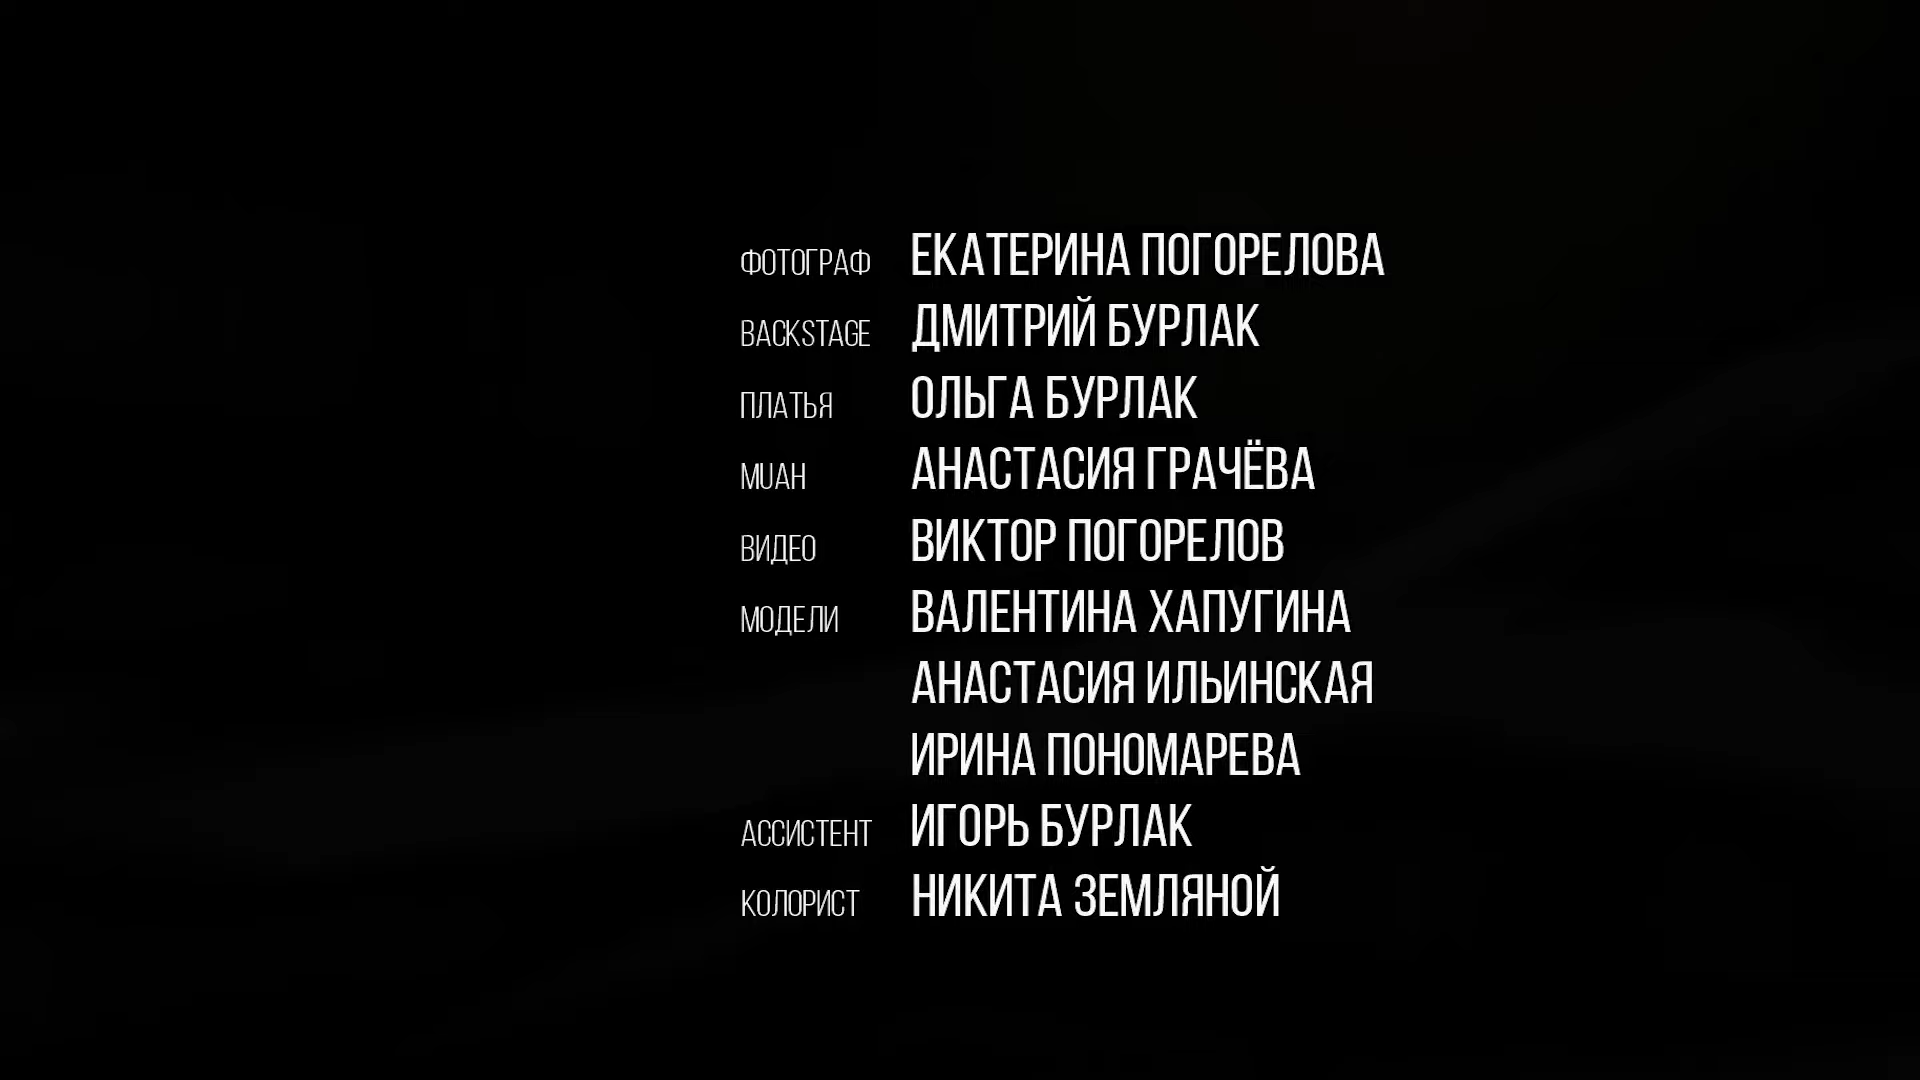 ФОТОГРАФ ЕКАТЕРИНА ПОГОРЕЛОВА
BACKSTAGE ДМИТРИЙ БУРЛАК
ПЛАТЬЯ ОЛЬГА БУРЛАК
MUAH АНАСТАСИЯ ГРАЧЁВА
ВИДЕО ВИКТОР ПОГОРЕЛОВ
МОДЕЛИ ВАЛЕНТИНА ХАПУГИНА
АНАСТАСИЯ ИЛЬИНСКАЯ
ИРИНА ПОНОМАРЕВА
АССИСТЕНТ ИГОРЬ БУРЛАК
КОЛОРИСТ НИКИТА ЗЕМЛЯНОЙ